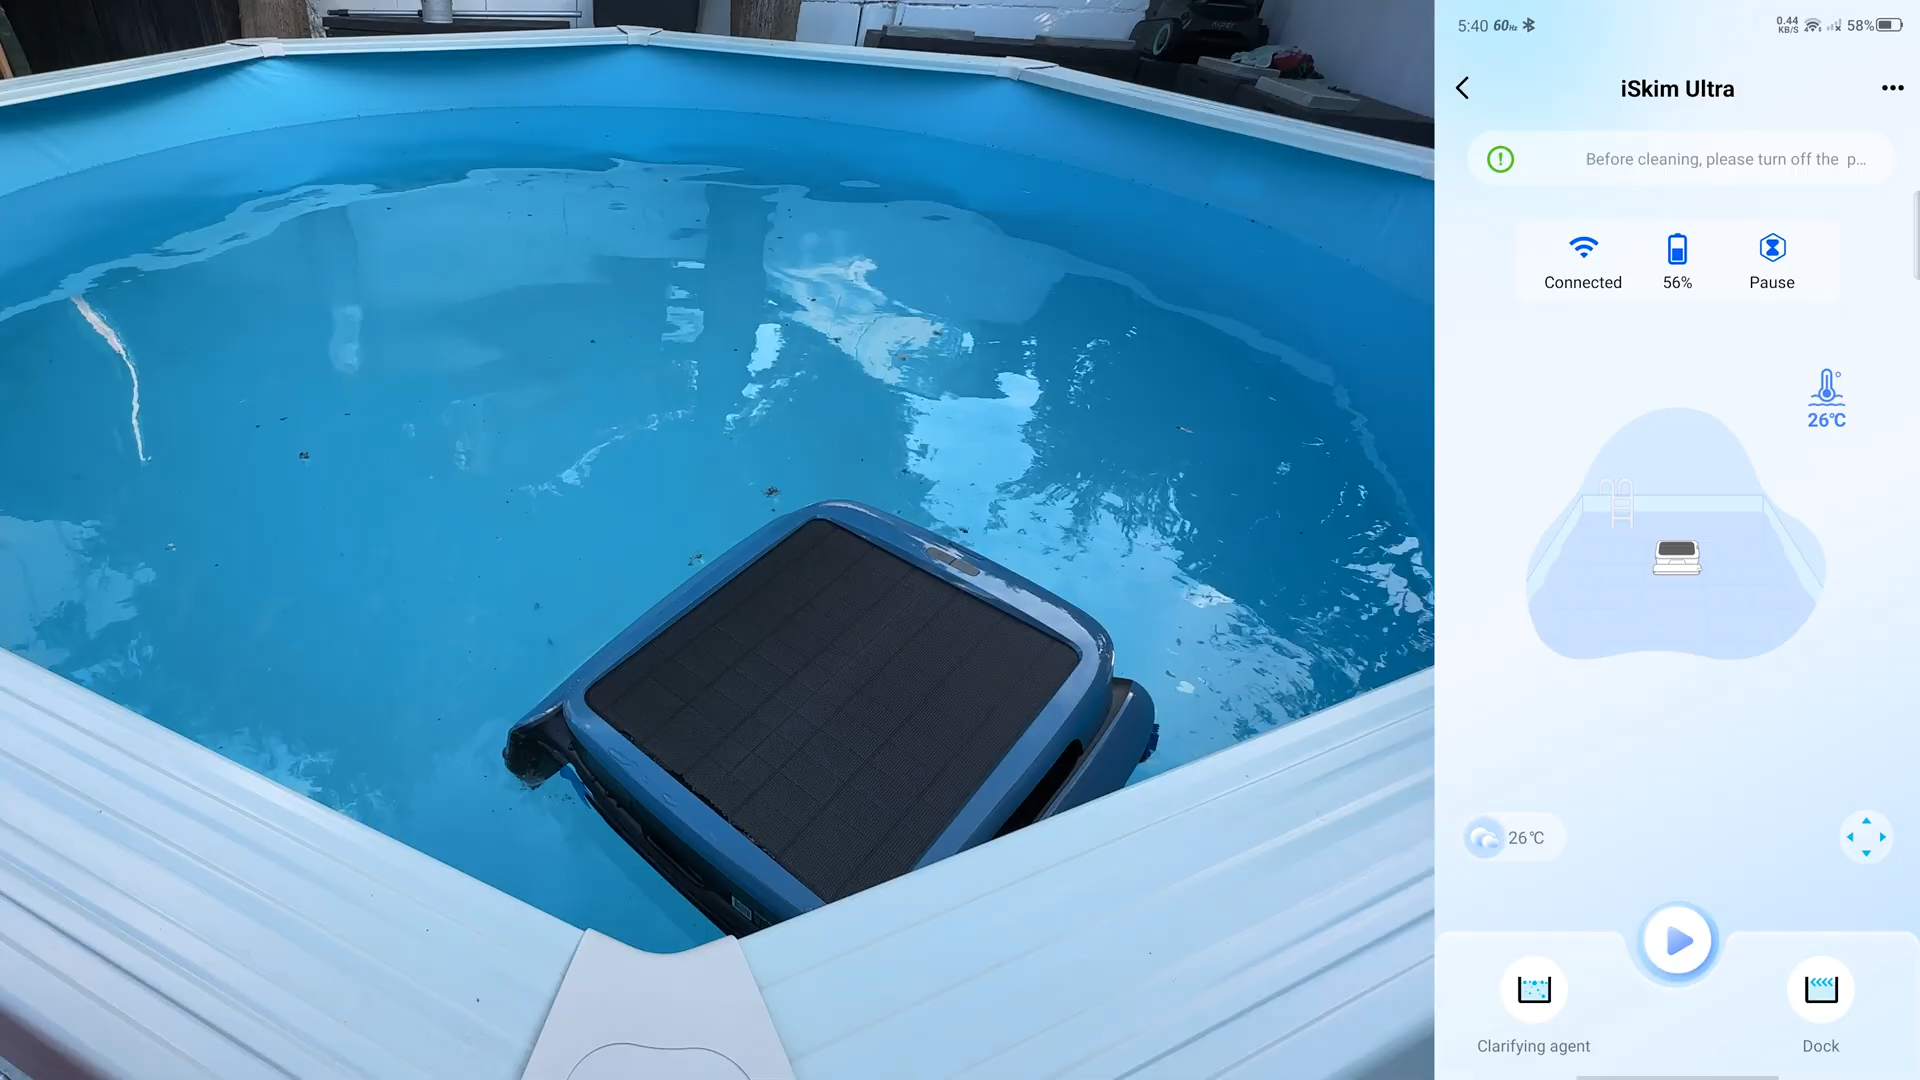 5:40 60Hz
0.44 KB/S 58%
iSkim Ultra
Before cleaning, please turn off the p...
Connected
56%
Pause
26℃
26℃
Clarifying agent
Dock